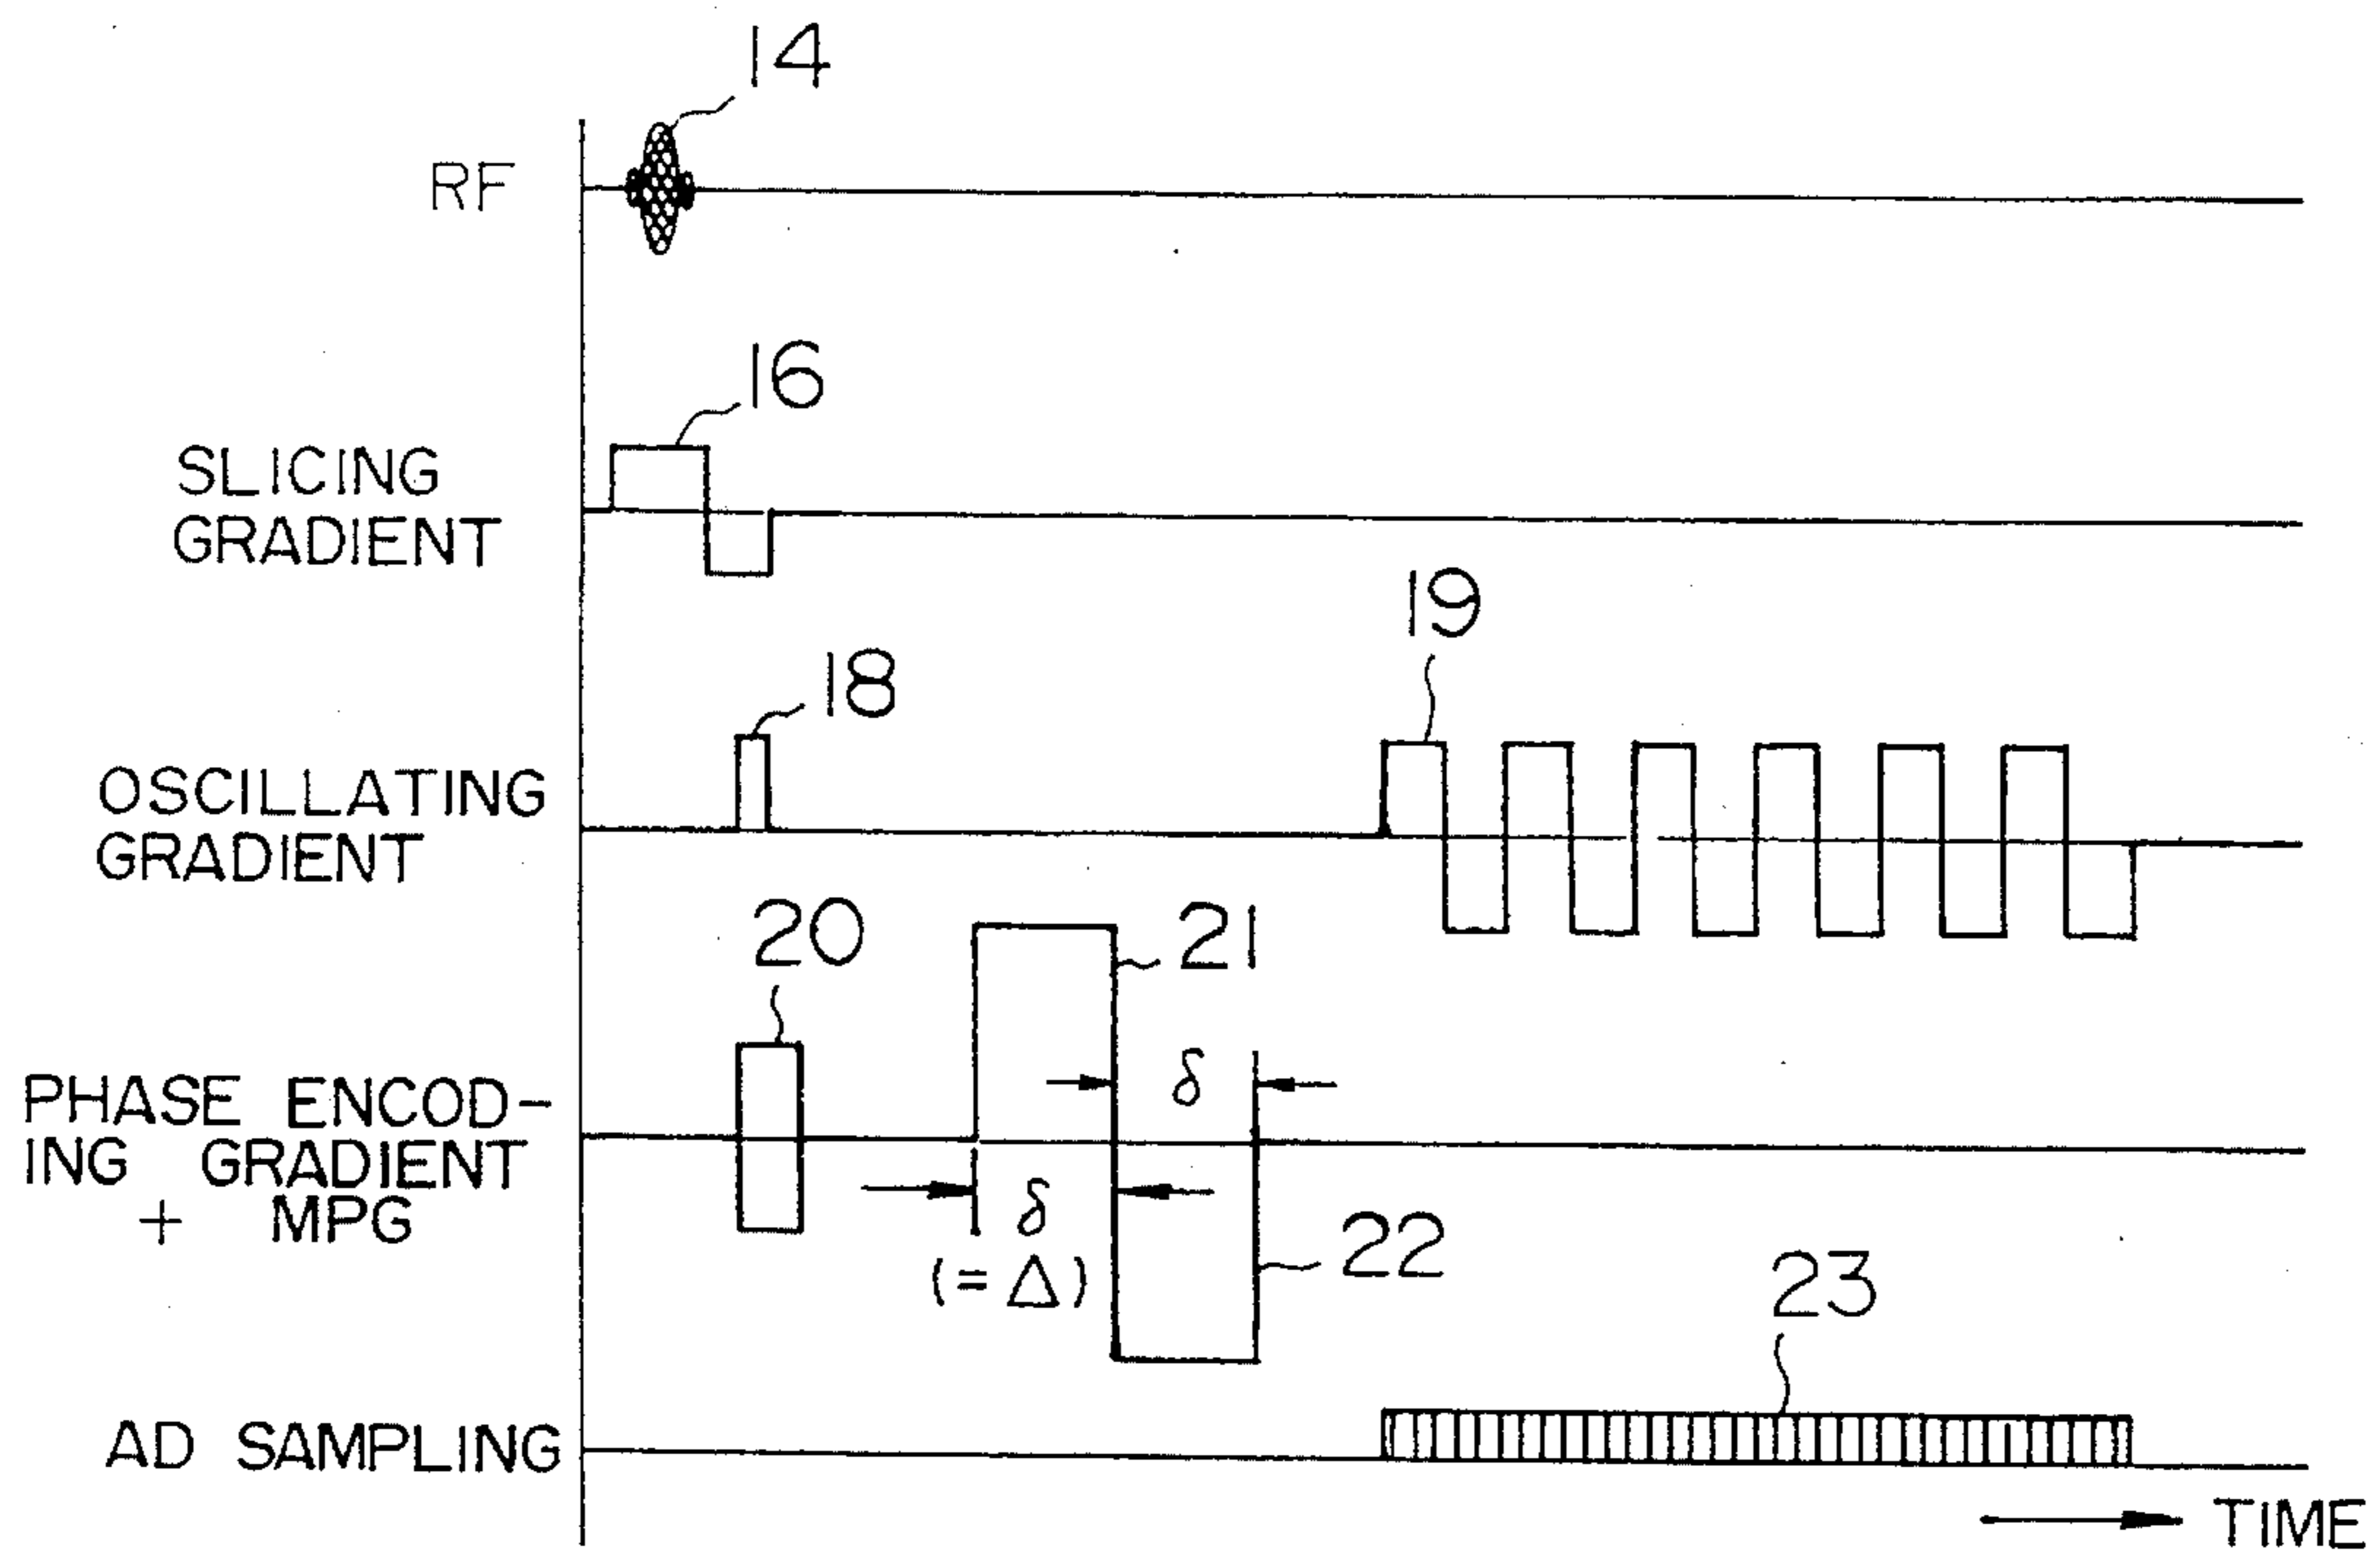 14
RF
16
SLICING
GRADIENT
19
18
OSCILLATING
GRADIENT
20
21
δ
PHASE ENCOD-
ING GRADIENT
+ MPG
δ
(=Δ)
22
23
AD SAMPLING
TIME